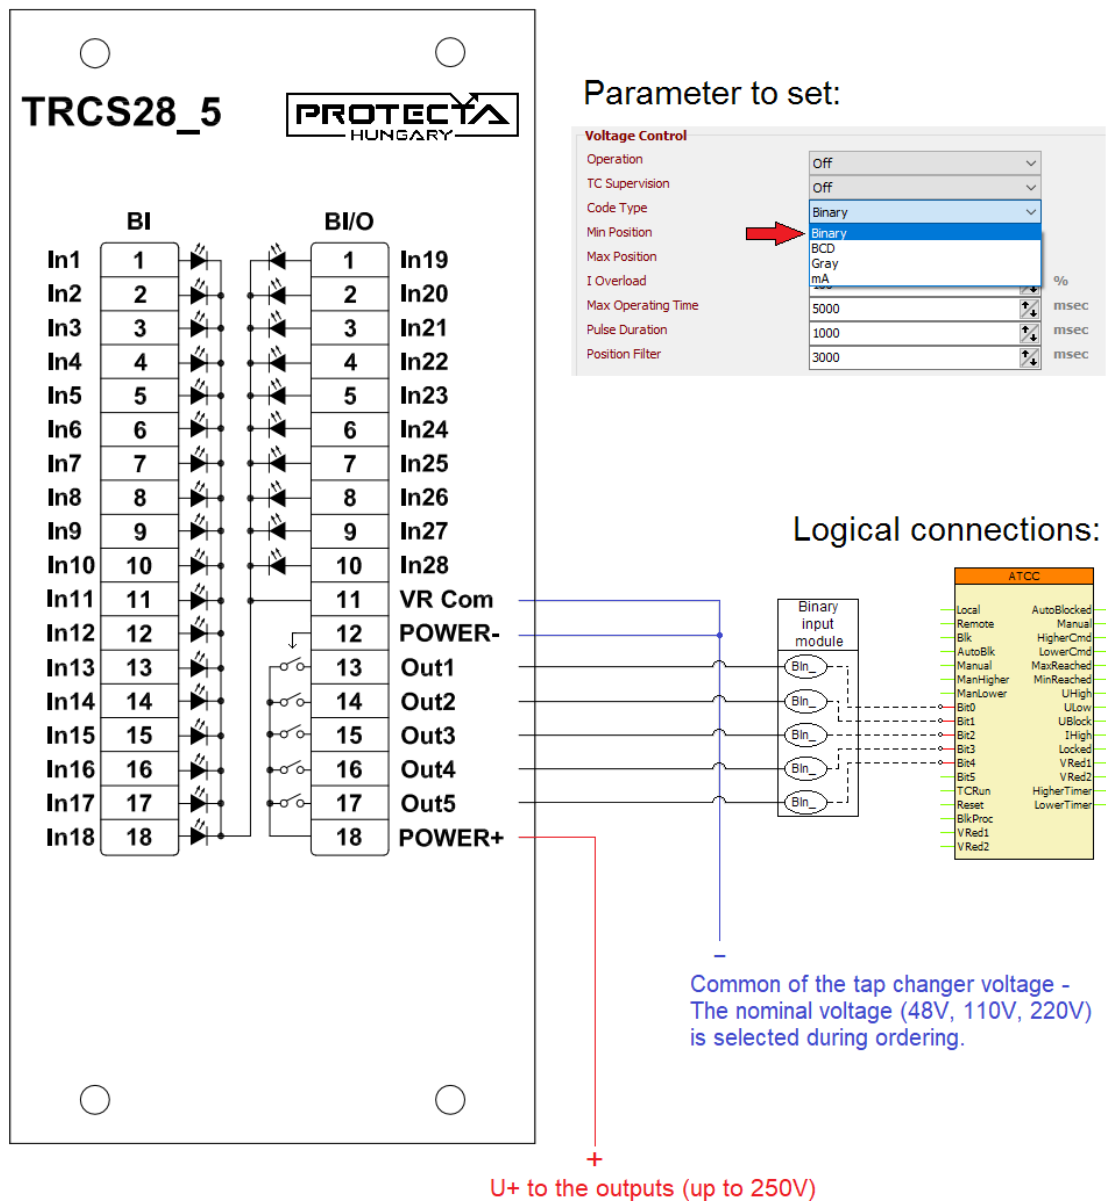 TRCS28_5
PROTECTA
HUNGARY
Parameter to set:
Voltage Control
Operation Off
TC Supervision Off
Code Type Binary
Min Position Binary
BCD
Max Position Gray
I Overload mA %
Max Operating Time 5000 msec
Pulse Duration 1000 msec
Position Filter 3000 msec
BI BI/O
In1 1 1 In19
In2 2 2 In20
In3 3 3 In21
In4 4 4 In22
In5 5 5 In23
In6 6 6 In24
In7 7 7 In25
In8 8 8 In26
In9 9 9 In27
In10 10 10 In28
In11 11 11 VR Com
In12 12 12 POWER-
In13 13 13 Out1
In14 14 14 Out2
In15 15 15 Out3
In16 16 16 Out4
In17 17 17 Out5
In18 18 18 POWER+
Logical connections:
Binary
input
module
BIn_
BIn_
BIn_
BIn_
BIn_
ATCC
Local AutoBlocked
Remote Manual
Blk HigherCmd
AutoBlk LowerCmd
Manual MaxReached
ManHigher MinReached
ManLower UHigh
Bit0 ULow
Bit1 UBlock
Bit2 IHigh
Bit3 Locked
Bit4 VRed1
Bit5 VRed2
TCRun HigherTimer
Reset LowerTimer
BlkProc
VRed1
VRed2
-
Common of the tap changer voltage -
The nominal voltage (48V, 110V, 220V)
is selected during ordering.
+
U+ to the outputs (up to 250V)